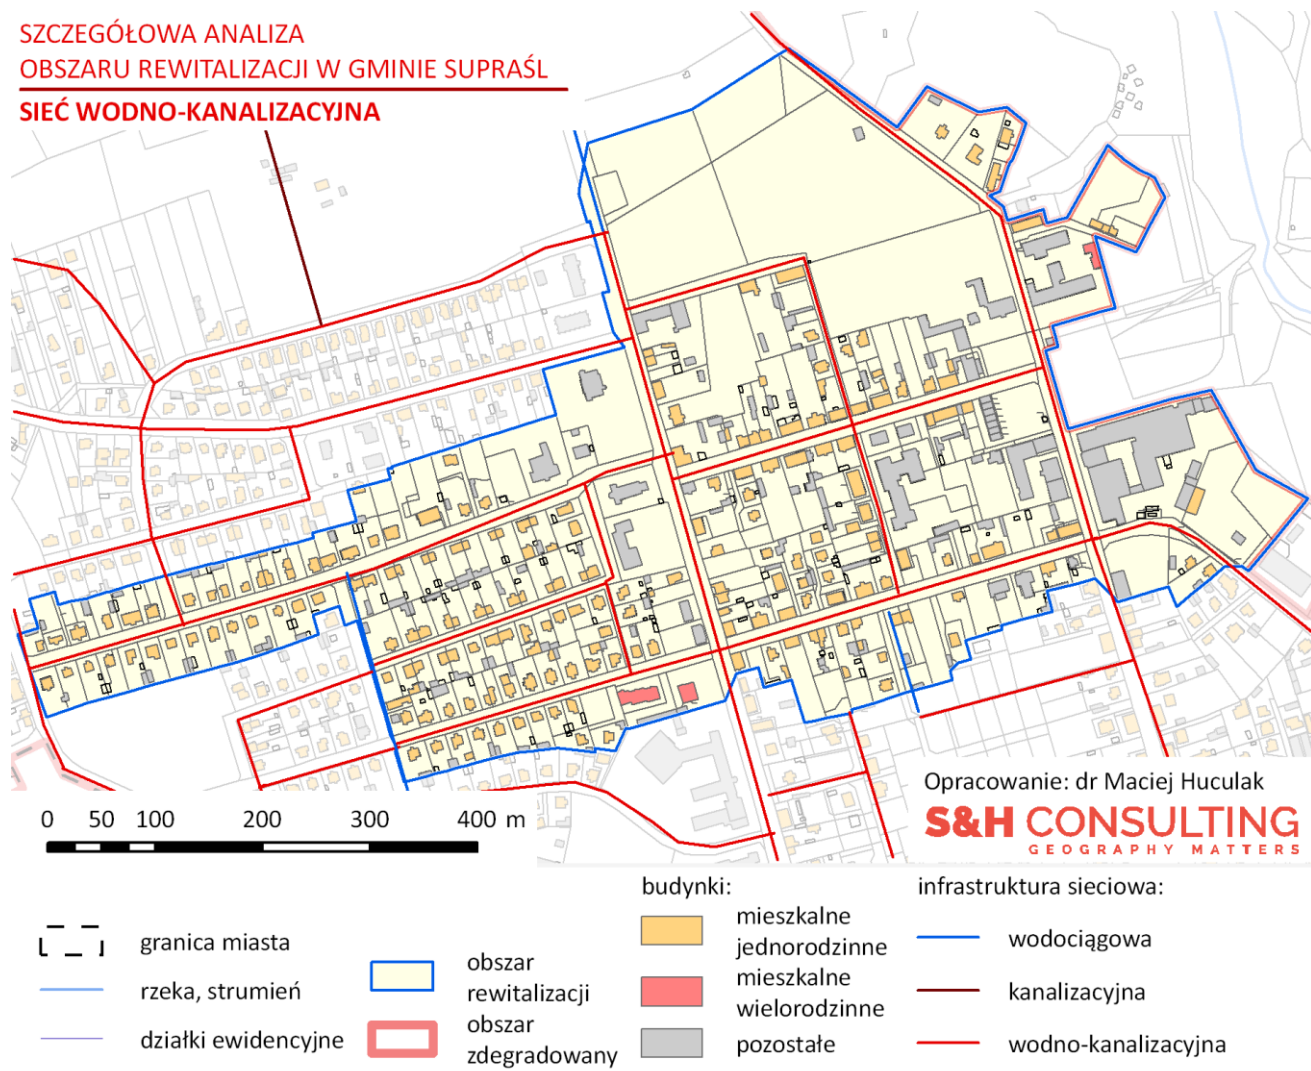 SZCZEGÓŁOWA ANALIZA
OBSZARU REWITALIZACJI W GMINIE SUPRAŚL
SIEĆ WODNO-KANALIZACYJNA
Opracowanie: dr Maciej Huculak
S&H CONSULTING
GEOGRAPHY MATTERS
0 50 100 200 300 400 m
granica miasta
rzeka, strumień
działki ewidencyjne
obszar
rewitalizacji
obszar
zdegradowany
budynki:
mieszkalne
jednorodzinne
mieszkalne
wielorodzinne
pozostałe
infrastruktura sieciowa:
wodociągowa
kanalizacyjna
wodno-kanalizacyjna